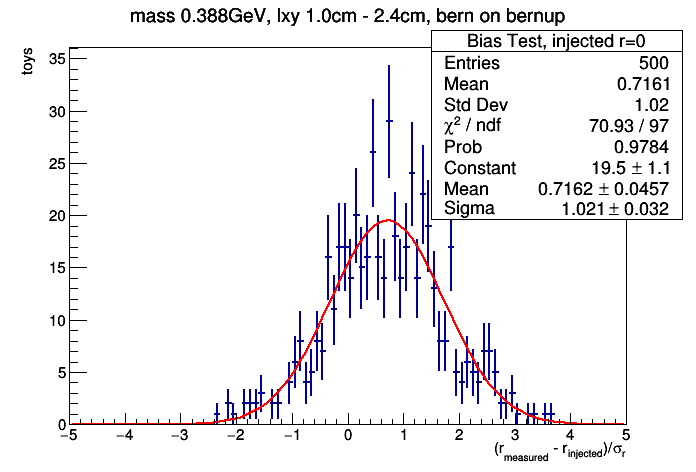 mass 0.388GeV, lxy 1.0cm - 2.4cm, bern on bernup
toys
Bias Test, injected r=0
Entries 500
Mean 0.7161
Std Dev 1.02
χ² / ndf 70.93 / 97
Prob 0.9784
Constant 19.5 ± 1.1
Mean 0.7162 ± 0.0457
Sigma 1.021 ± 0.032
35
30
25
20
15
10
5
0
−5 −4 −3 −2 −1 0 1 2 3 4 5
(r_measured - r_injected)/σ_r